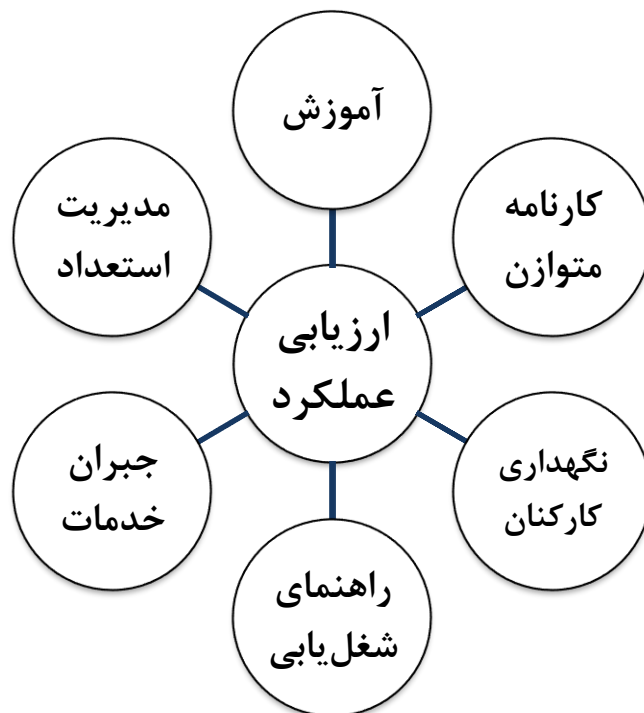 آموزش
کارنامه
متوازن
نگهداری
کارکنان
راهنمای
شغل‌یابی
جبران
خدمات
مدیریت
استعداد
ارزیابی
عملکرد